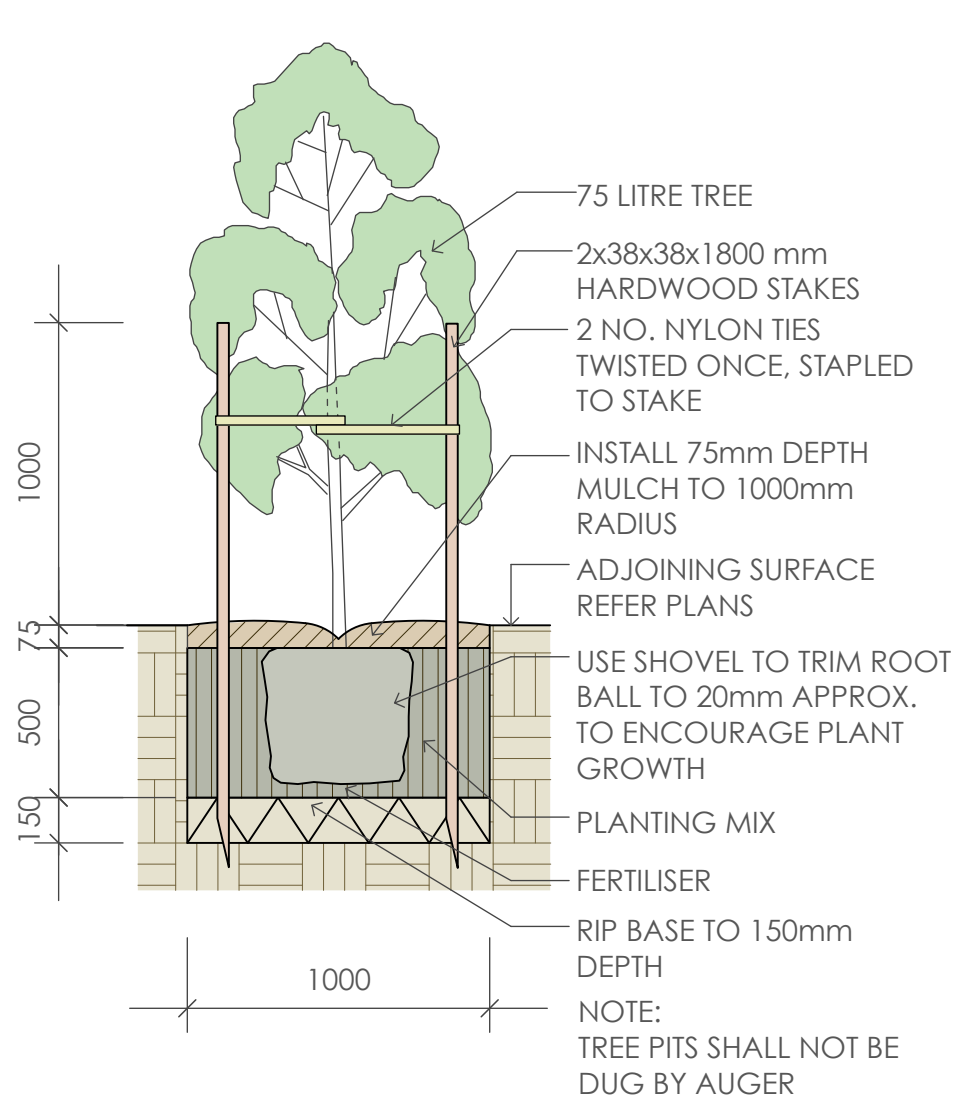 75 LITRE TREE
2x38x38x1800 mm
HARDWOOD STAKES
2 NO. NYLON TIES
TWISTED ONCE, STAPLED
TO STAKE
INSTALL 75mm DEPTH
MULCH TO 1000mm
RADIUS
ADJOINING SURFACE
REFER PLANS
USE SHOVEL TO TRIM ROOT
BALL TO 20mm APPROX.
TO ENCOURAGE PLANT
GROWTH
PLANTING MIX
FERTILISER
RIP BASE TO 150mm
DEPTH
NOTE:
TREE PITS SHALL NOT BE
DUG BY AUGER
1000
75
500
150
1000